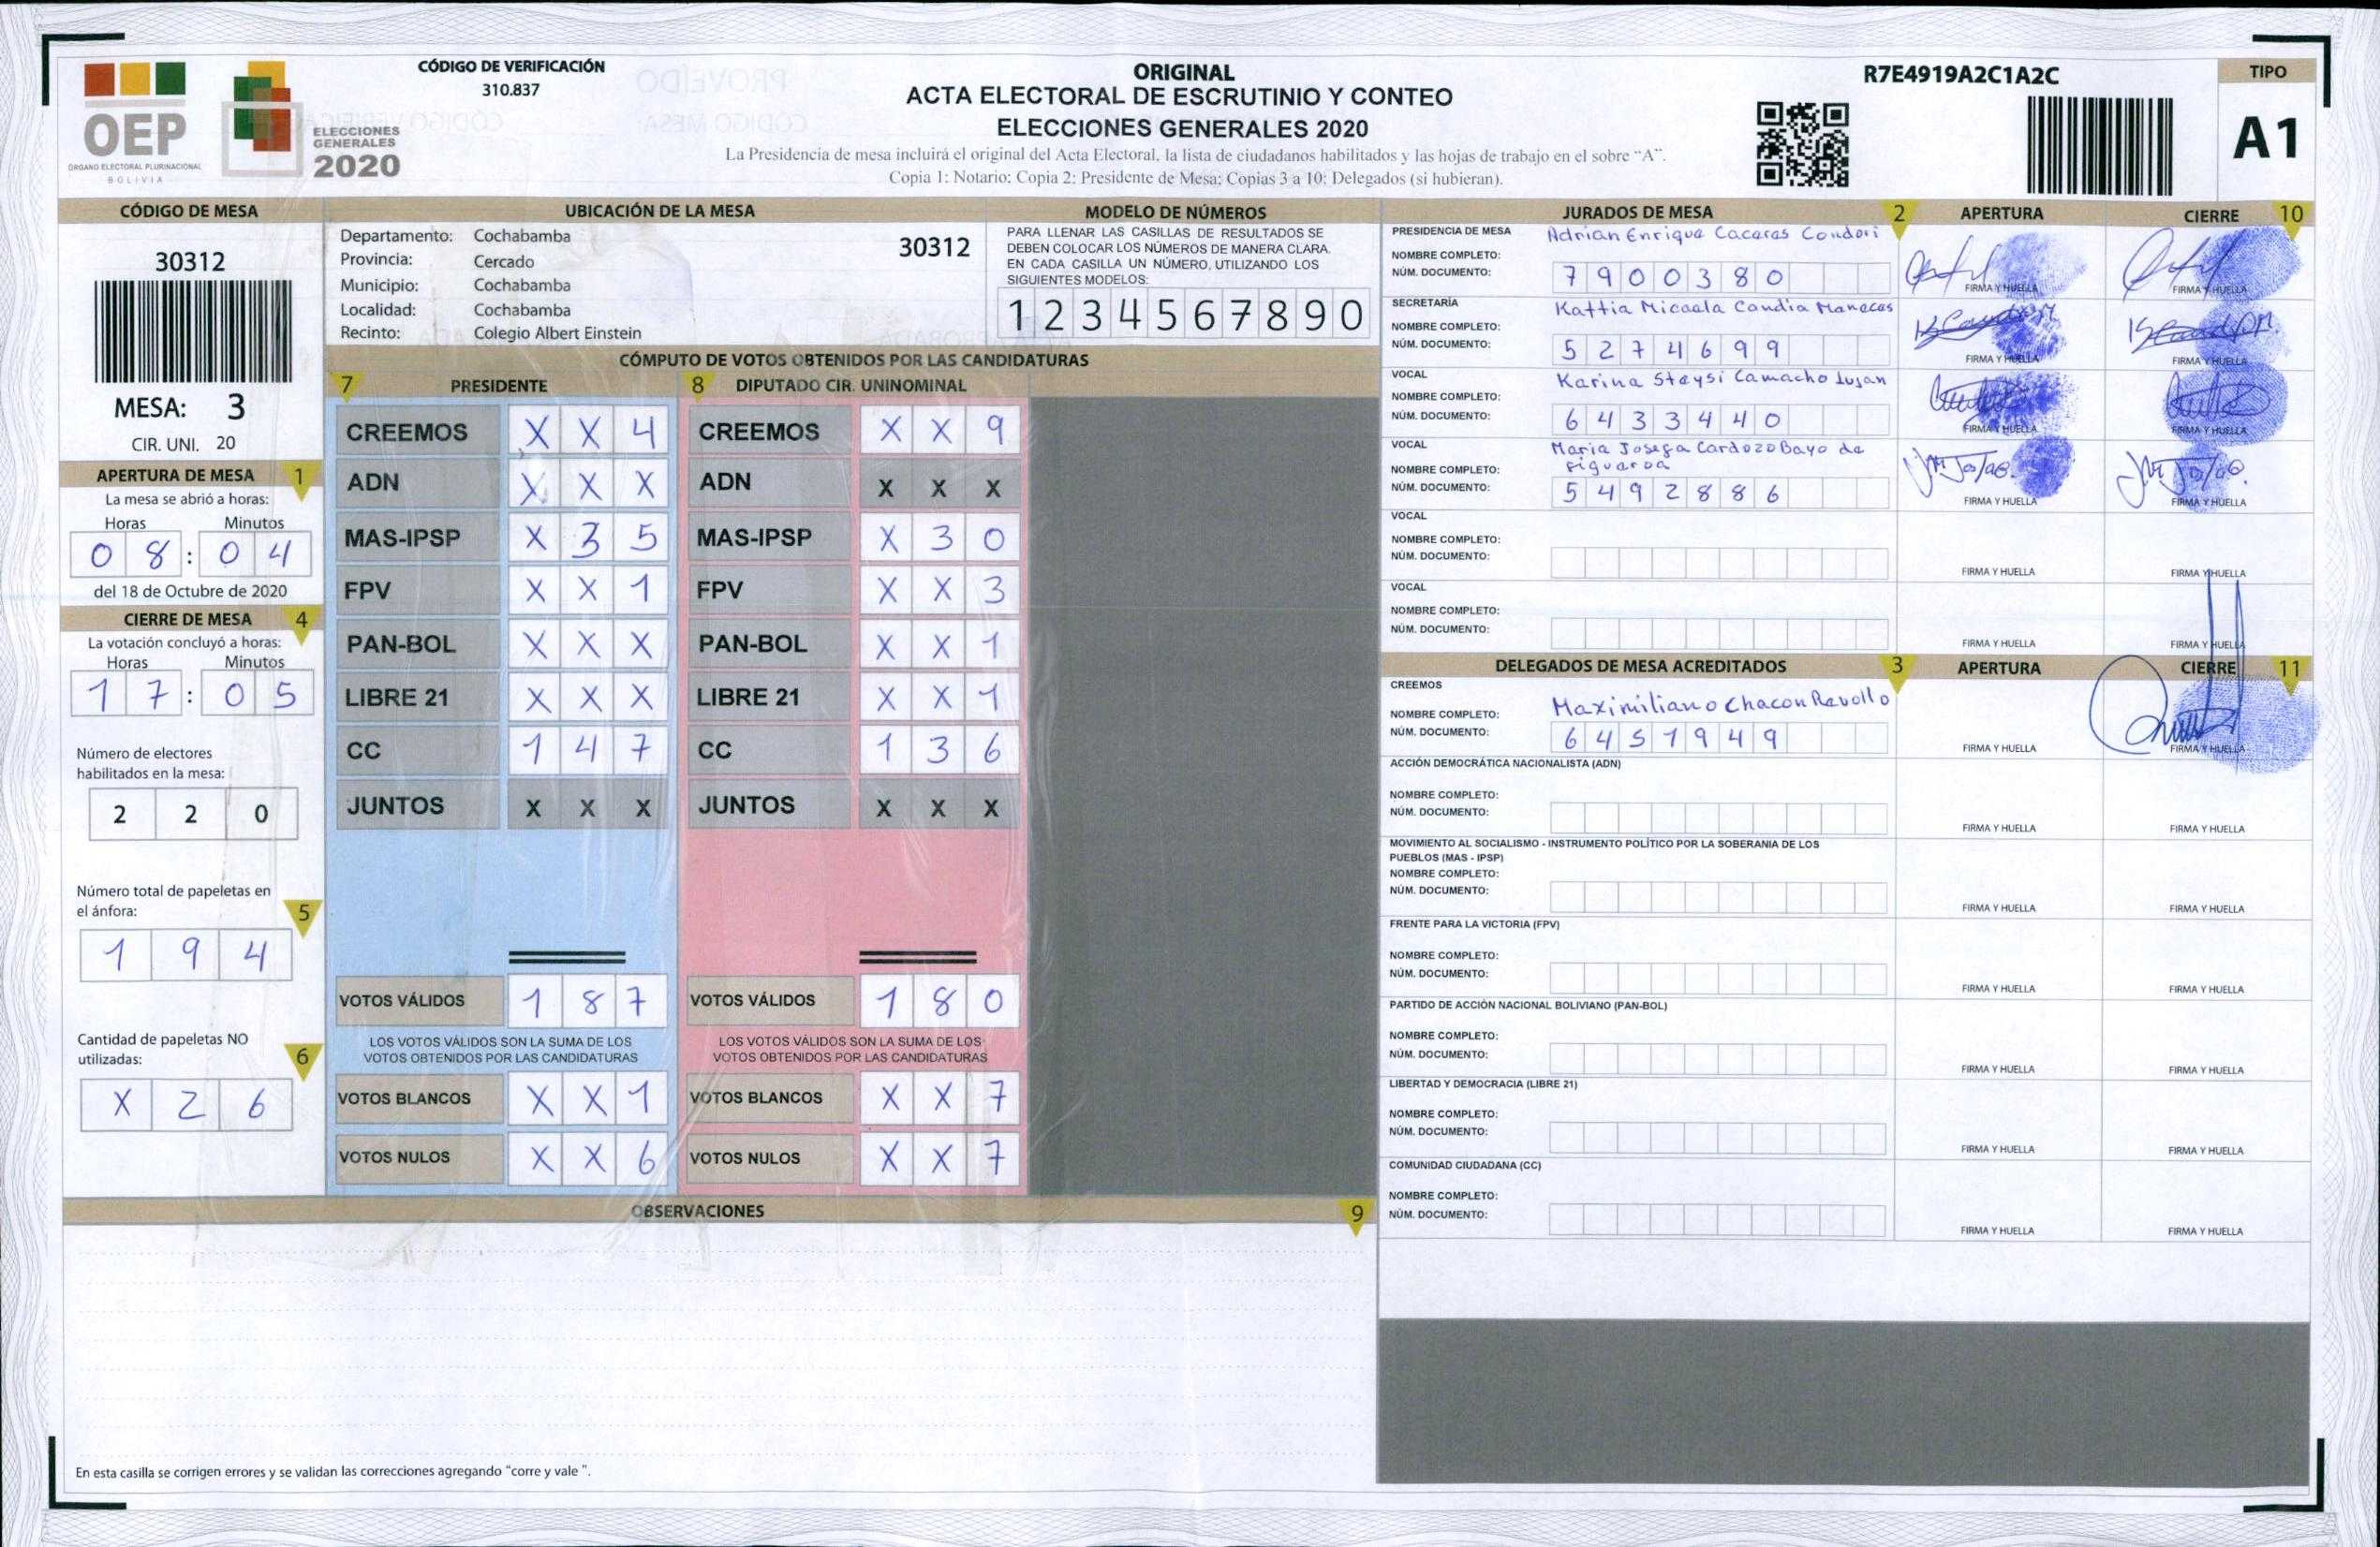 OEP
ÓRGANO ELECTORAL PLURINACIONAL
BOLIVIA
ELECCIONES
GENERALES
2020
CÓDIGO DE VERIFICACIÓN
310.837
ORIGINAL
ACTA ELECTORAL DE ESCRUTINIO Y CONTEO
ELECCIONES GENERALES 2020
La Presidencia de mesa incluirá el original del Acta Electoral, la lista de ciudadanos habilitados y las hojas de trabajo en el sobre "A".
Copia 1: Notario; Copia 2: Presidente de Mesa; Copias 3 a 10: Delegados (si hubieran).
R7E4919A2C1A2C
TIPO
A1
CÓDIGO DE MESA
30312
MESA: 3
CIR. UNI. 20
APERTURA DE MESA 1
La mesa se abrió a horas:
Horas Minutos
0 8 : 0 4
del 18 de Octubre de 2020
CIERRE DE MESA 4
La votación concluyó a horas:
Horas Minutos
1 7 : 0 5
Número de electores
habilitados en la mesa:
2 2 0
Número total de papeletas en
el ánfora: 5
1 9 4
Cantidad de papeletas NO
utilizadas: 6
X 2 6
UBICACIÓN DE LA MESA
Departamento: Cochabamba 30312
Provincia: Cercado
Municipio: Cochabamba
Localidad: Cochabamba
Recinto: Colegio Albert Einstein
MODELO DE NÚMEROS
PARA LLENAR LAS CASILLAS DE RESULTADOS SE
DEBEN COLOCAR LOS NÚMEROS DE MANERA CLARA.
EN CADA CASILLA UN NÚMERO, UTILIZANDO LOS
SIGUIENTES MODELOS:
1 2 3 4 5 6 7 8 9 0
CÓMPUTO DE VOTOS OBTENIDOS POR LAS CANDIDATURAS
7 PRESIDENTE 8 DIPUTADO CIR. UNINOMINAL
CREEMOS X X 4 CREEMOS X X 9
ADN X X X ADN X X X
MAS-IPSP X 3 5 MAS-IPSP X 3 0
FPV X X 1 FPV X X 3
PAN-BOL X X X PAN-BOL X X 1
LIBRE 21 X X X LIBRE 21 X X 1
CC 1 4 7 CC 1 3 6
JUNTOS X X X JUNTOS X X X
VOTOS VÁLIDOS 1 8 7 VOTOS VÁLIDOS 1 8 0
LOS VOTOS VÁLIDOS SON LA SUMA DE LOS LOS VOTOS VÁLIDOS SON LA SUMA DE LOS
VOTOS OBTENIDOS POR LAS CANDIDATURAS VOTOS OBTENIDOS POR LAS CANDIDATURAS
VOTOS BLANCOS X X 1 VOTOS BLANCOS X X 7
VOTOS NULOS X X 6 VOTOS NULOS X X 7
OBSERVACIONES 9
En esta casilla se corrigen errores y se validan las correcciones agregando "corre y vale ".
JURADOS DE MESA 2 APERTURA CIERRE 10
PRESIDENCIA DE MESA Adrian Enrique Caceres Condori
NOMBRE COMPLETO:
NÚM. DOCUMENTO: 7 9 0 0 3 8 0 FIRMA Y HUELLA FIRMA Y HUELLA
SECRETARÍA Kattia Micaela Candia Maneces
NOMBRE COMPLETO:
NÚM. DOCUMENTO: 5 2 7 4 6 9 9 FIRMA Y HUELLA FIRMA Y HUELLA
VOCAL Karina Steysi Camacho Lujan
NOMBRE COMPLETO:
NÚM. DOCUMENTO: 6 4 3 3 4 4 0 FIRMA Y HUELLA FIRMA Y HUELLA
VOCAL Maria Josefa Cardozo Bayo de
NOMBRE COMPLETO: Figueroa
NÚM. DOCUMENTO: 5 4 9 2 8 8 6 FIRMA Y HUELLA FIRMA Y HUELLA
VOCAL
NOMBRE COMPLETO:
NÚM. DOCUMENTO: FIRMA Y HUELLA FIRMA Y HUELLA
VOCAL
NOMBRE COMPLETO:
NÚM. DOCUMENTO: FIRMA Y HUELLA FIRMA Y HUELLA
DELEGADOS DE MESA ACREDITADOS 3 APERTURA CIERRE 11
CREEMOS
NOMBRE COMPLETO: Maximiliano Chacon Revollo
NÚM. DOCUMENTO: 6 4 5 1 9 4 9 FIRMA Y HUELLA FIRMA Y HUELLA
ACCIÓN DEMOCRÁTICA NACIONALISTA (ADN)
NOMBRE COMPLETO:
NÚM. DOCUMENTO: FIRMA Y HUELLA FIRMA Y HUELLA
MOVIMIENTO AL SOCIALISMO - INSTRUMENTO POLÍTICO POR LA SOBERANIA DE LOS
PUEBLOS (MAS - IPSP)
NOMBRE COMPLETO:
NÚM. DOCUMENTO: FIRMA Y HUELLA FIRMA Y HUELLA
FRENTE PARA LA VICTORIA (FPV)
NOMBRE COMPLETO:
NÚM. DOCUMENTO: FIRMA Y HUELLA FIRMA Y HUELLA
PARTIDO DE ACCIÓN NACIONAL BOLIVIANO (PAN-BOL)
NOMBRE COMPLETO:
NÚM. DOCUMENTO: FIRMA Y HUELLA FIRMA Y HUELLA
LIBERTAD Y DEMOCRACIA (LIBRE 21)
NOMBRE COMPLETO:
NÚM. DOCUMENTO: FIRMA Y HUELLA FIRMA Y HUELLA
COMUNIDAD CIUDADANA (CC)
NOMBRE COMPLETO:
NÚM. DOCUMENTO: FIRMA Y HUELLA FIRMA Y HUELLA